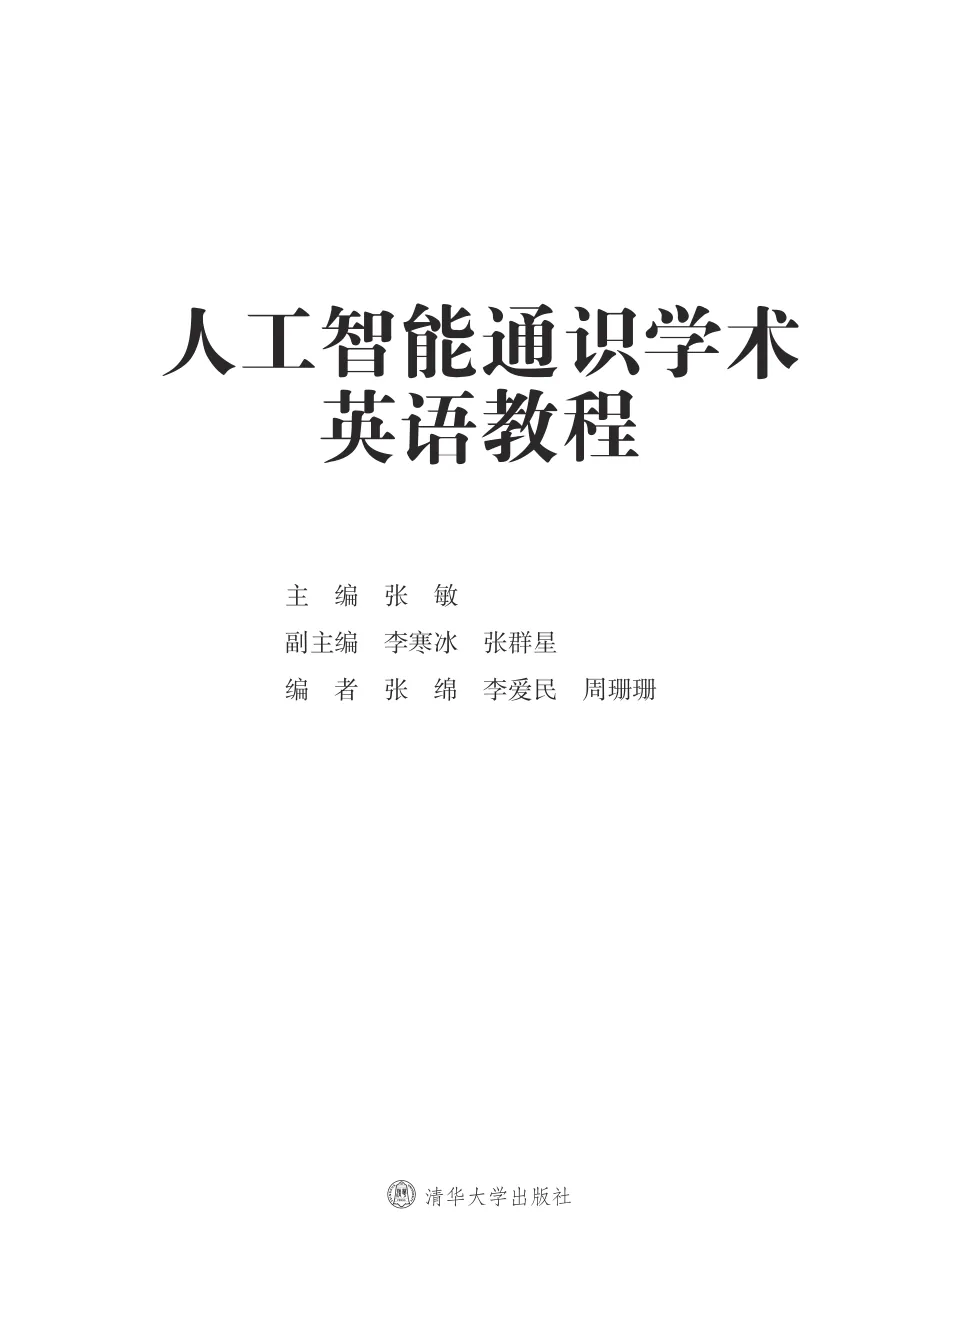 人工智能通识学术
英语教程
主　编　张　敏
副主编　李寒冰　张群星
编　者　张　绵　李爱民　周珊珊
清华大学出版社